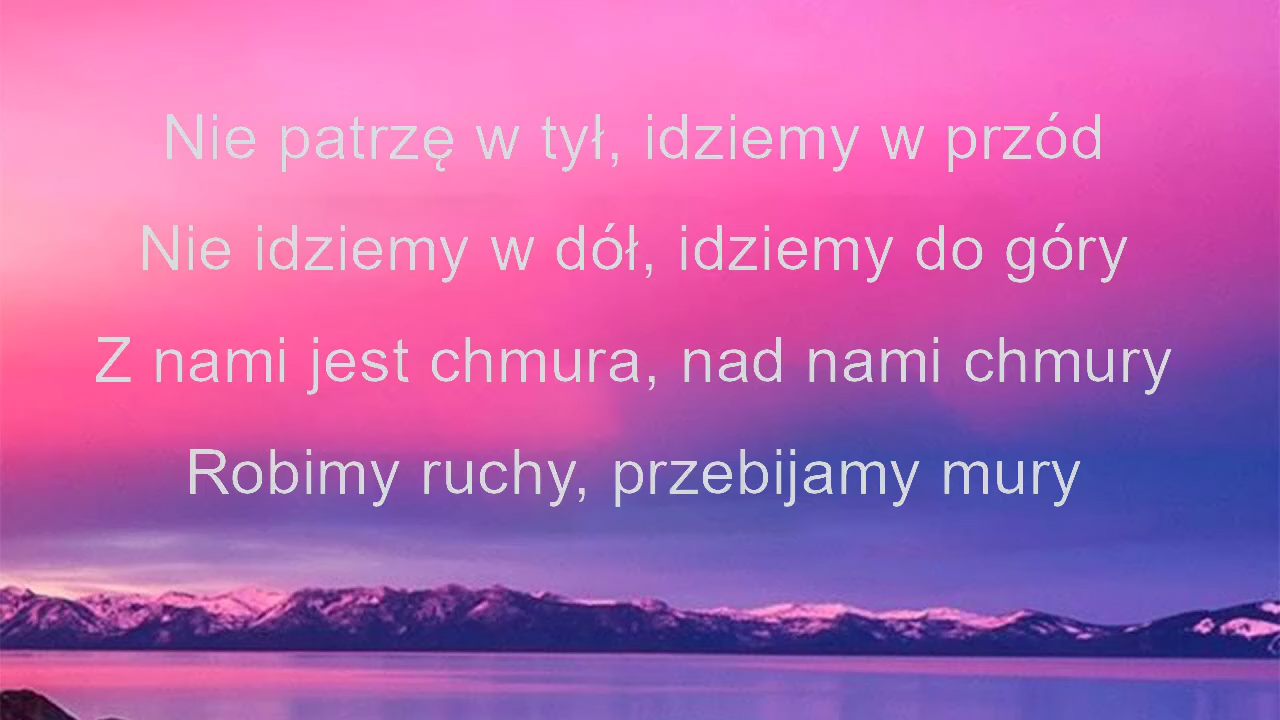 Nie patrzę w tył, idziemy w przód
Nie idziemy w dół, idziemy do góry
Z nami jest chmura, nad nami chmury
Robimy ruchy, przebijamy mury